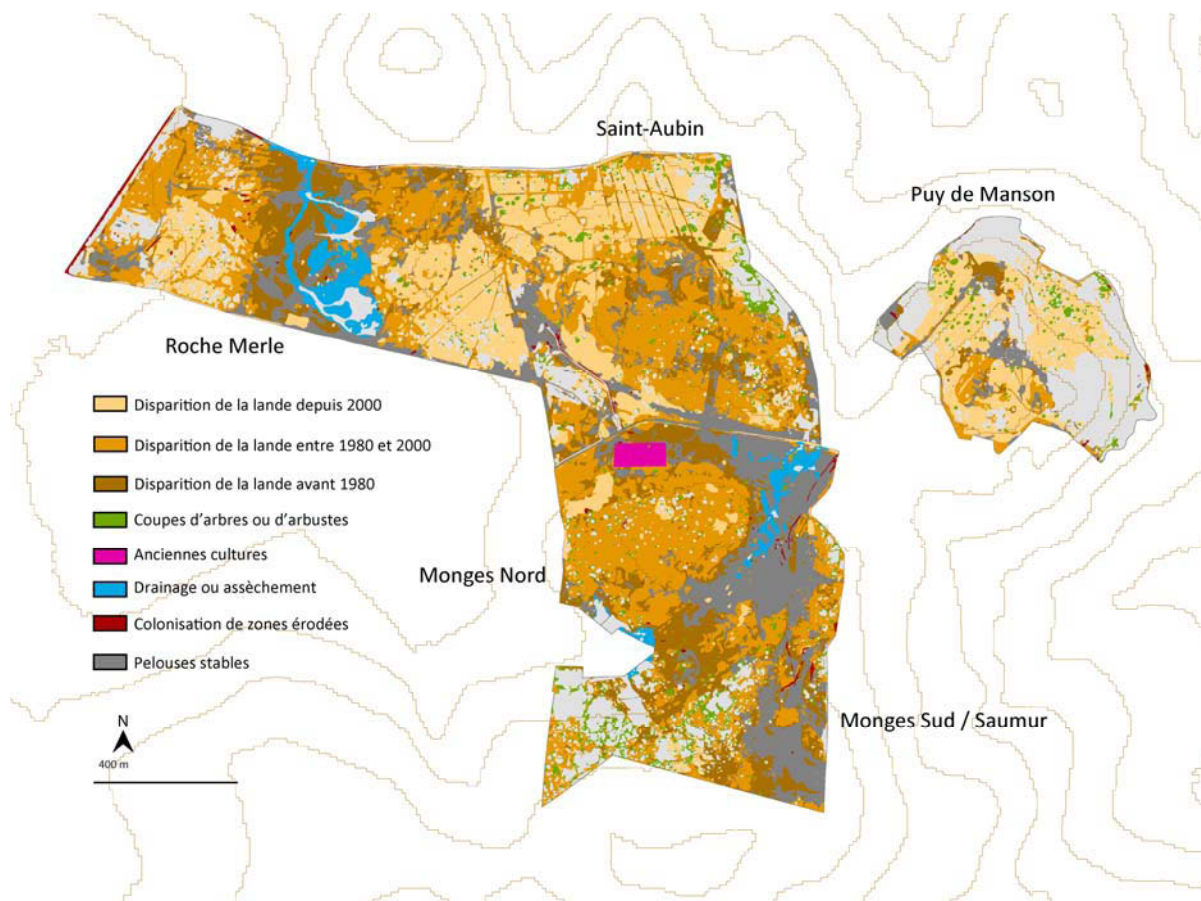 Saint-Aubin
Puy de Manson
Roche Merle
Disparition de la lande depuis 2000
Disparition de la lande entre 1980 et 2000
Disparition de la lande avant 1980
Coupes d'arbres ou d'arbustes
Anciennes cultures
Drainage ou assèchement
Colonisation de zones érodées
Pelouses stables
Monges Nord
Monges Sud / Saumur
N
400 m